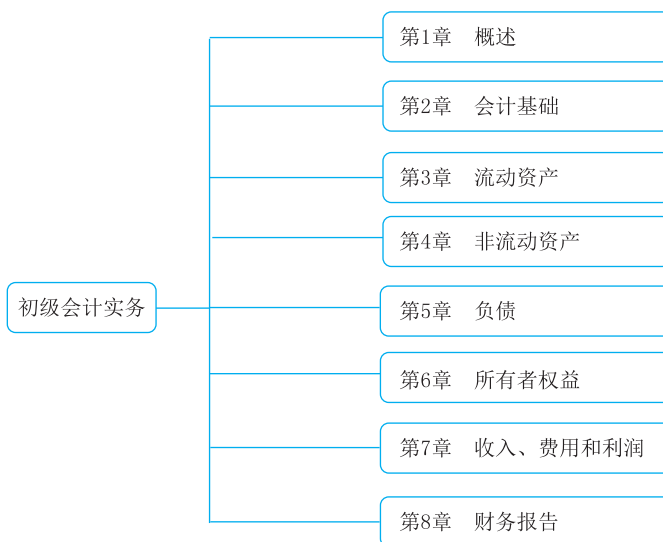 第1章 概述
第2章 会计基础
第3章 流动资产
第4章 非流动资产
初级会计实务
第5章 负债
第6章 所有者权益
第7章 收入、费用和利润
第8章 财务报告